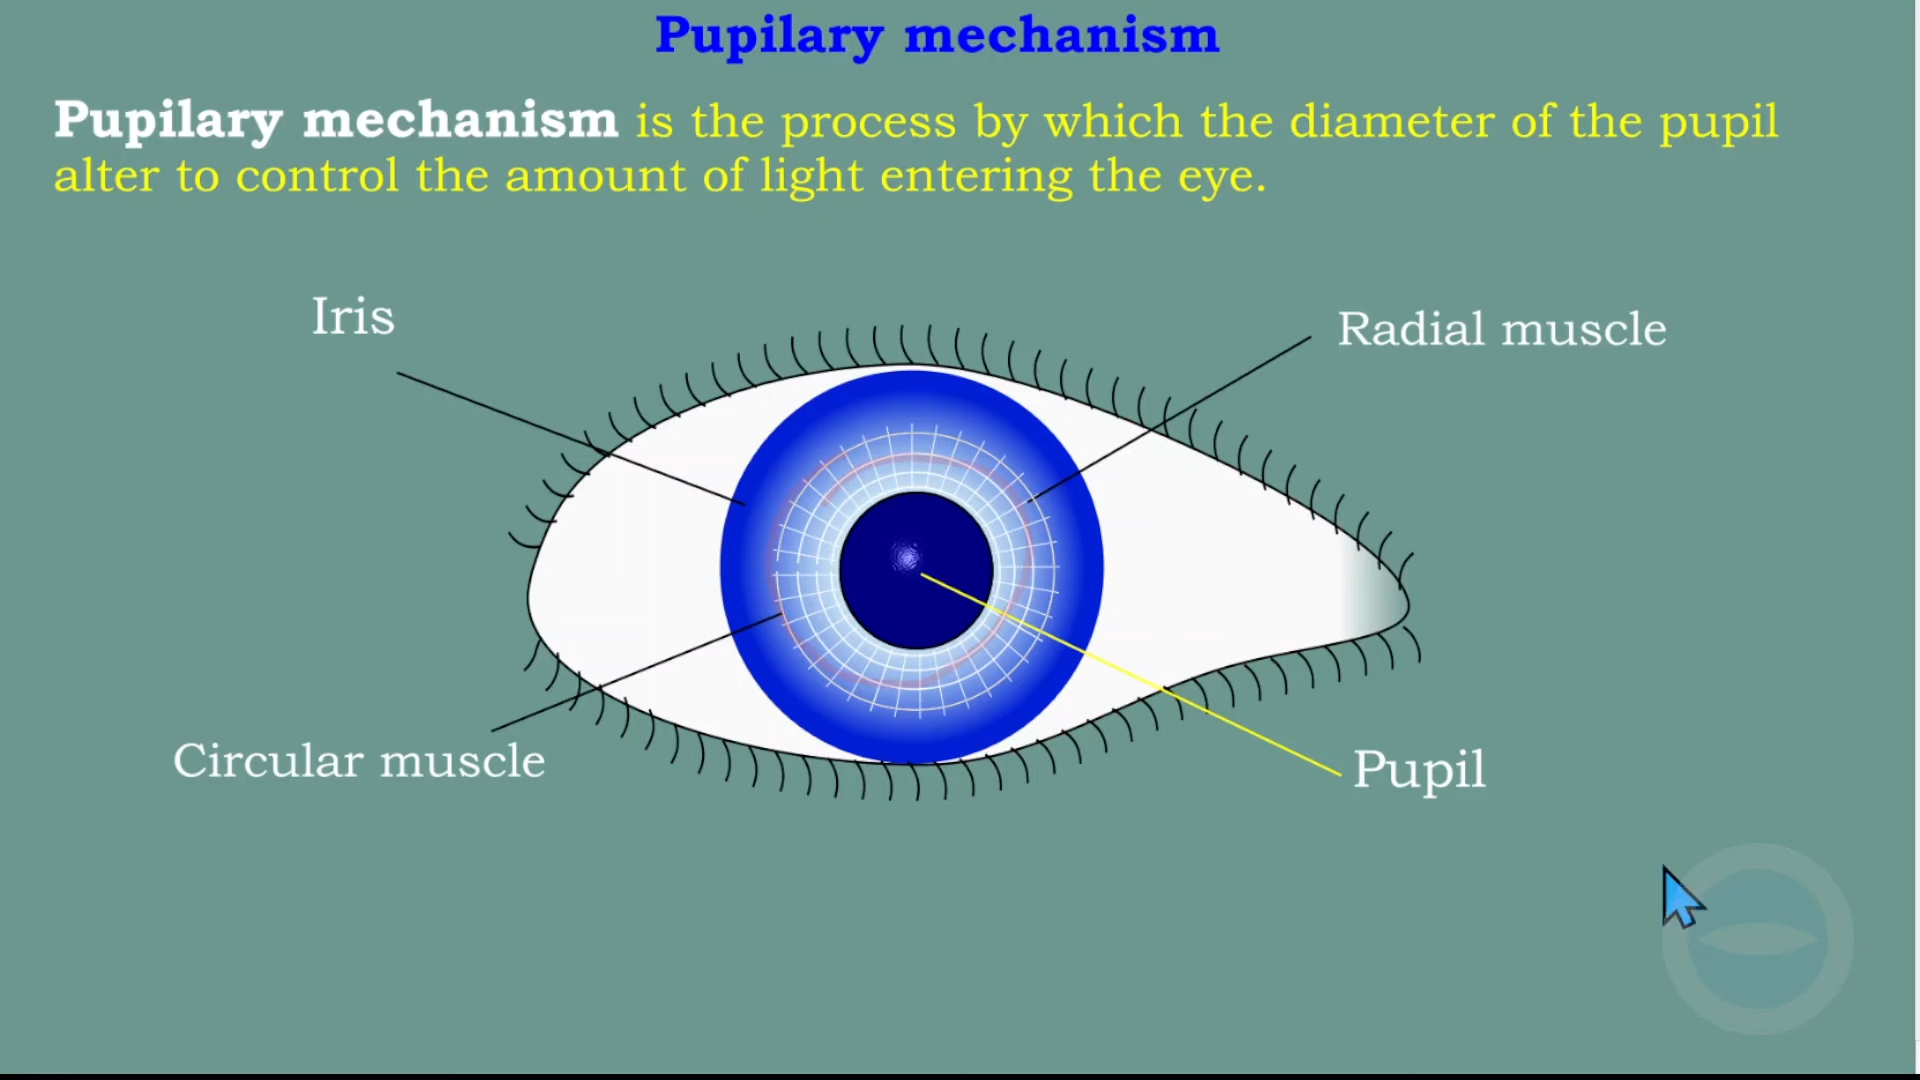 Pupilary mechanism
Pupilary mechanism is the process by which the diameter of the pupil
alter to control the amount of light entering the eye.
Iris
Radial muscle
Circular muscle
Pupil